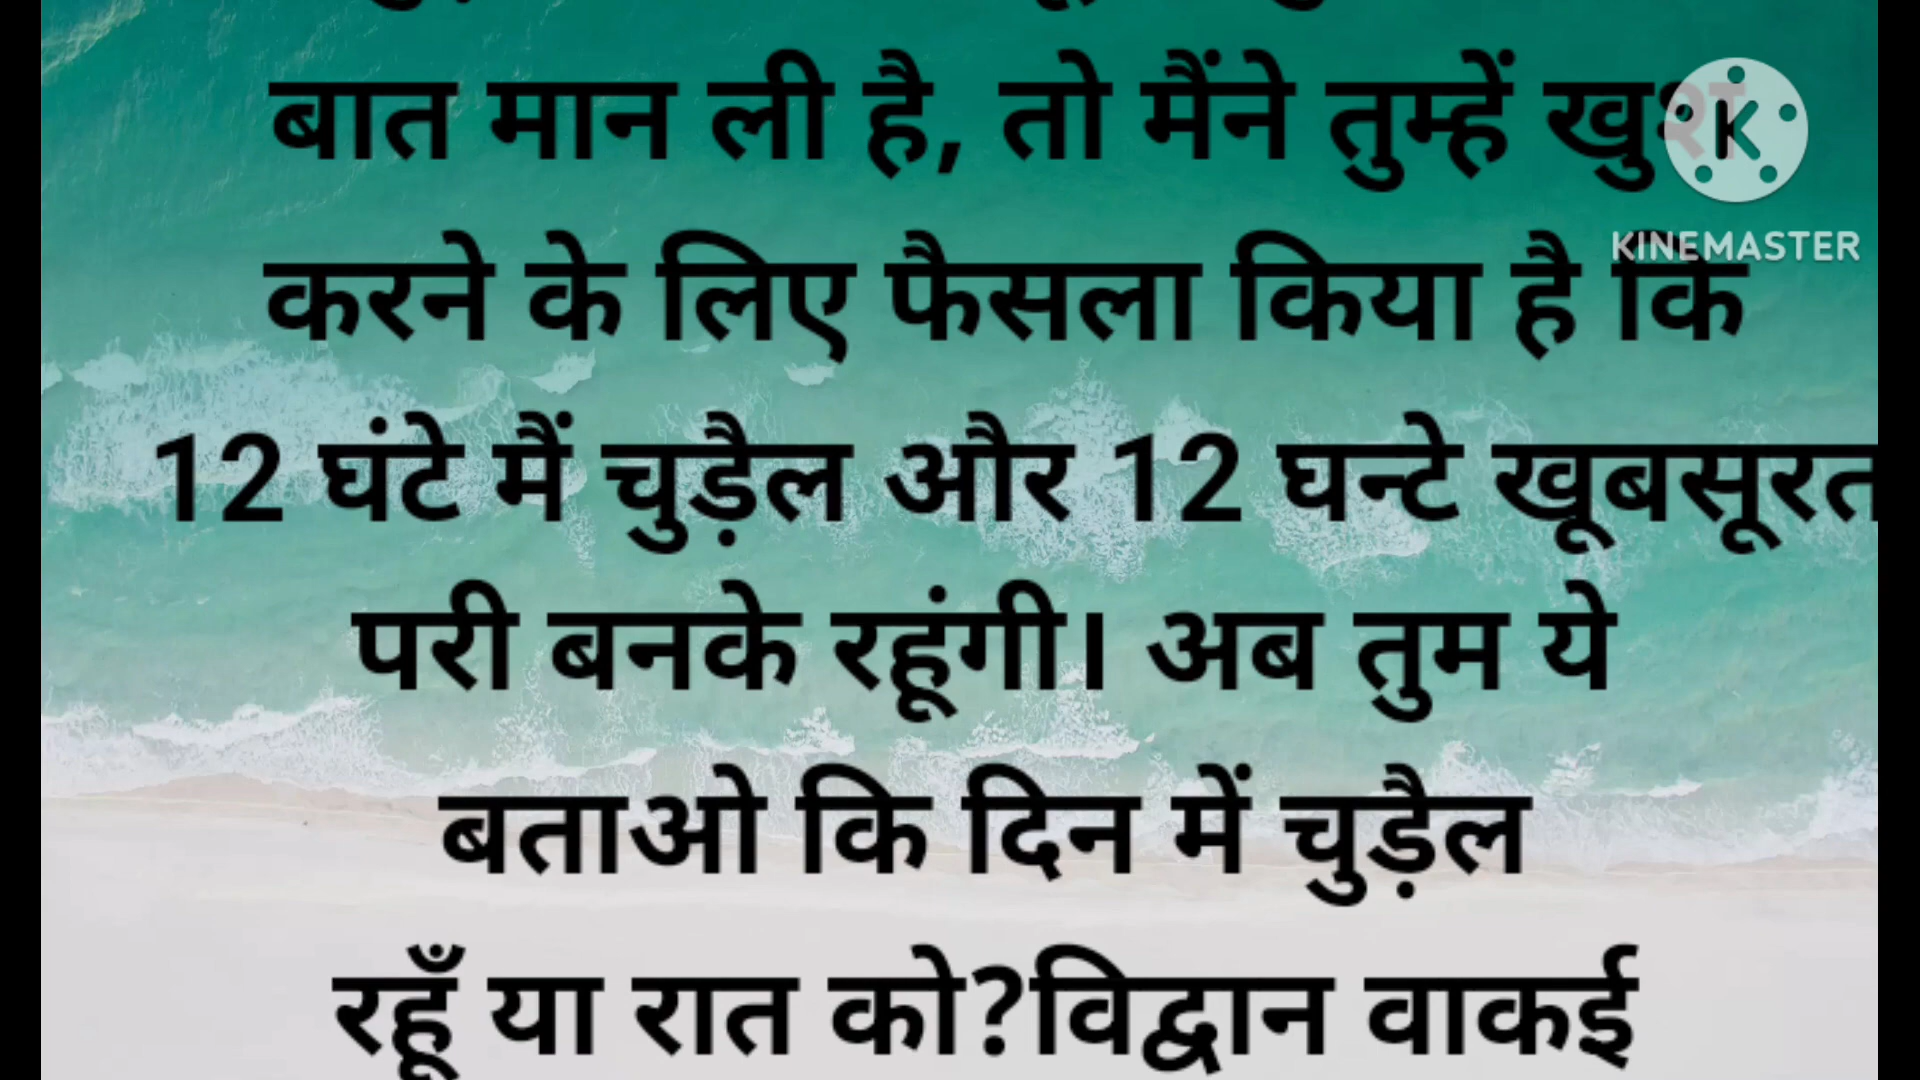 बात मान ली है, तो मैंने तुम्हें खुश
करने के लिए फैसला किया है कि
12 घंटे मैं चुड़ैल और 12 घन्टे खूबसूरत
परी बनके रहूंगी। अब तुम ये
बताओ कि दिन में चुड़ैल
रहूँ या रात को?विद्वान वाकई
K
KINEMASTER